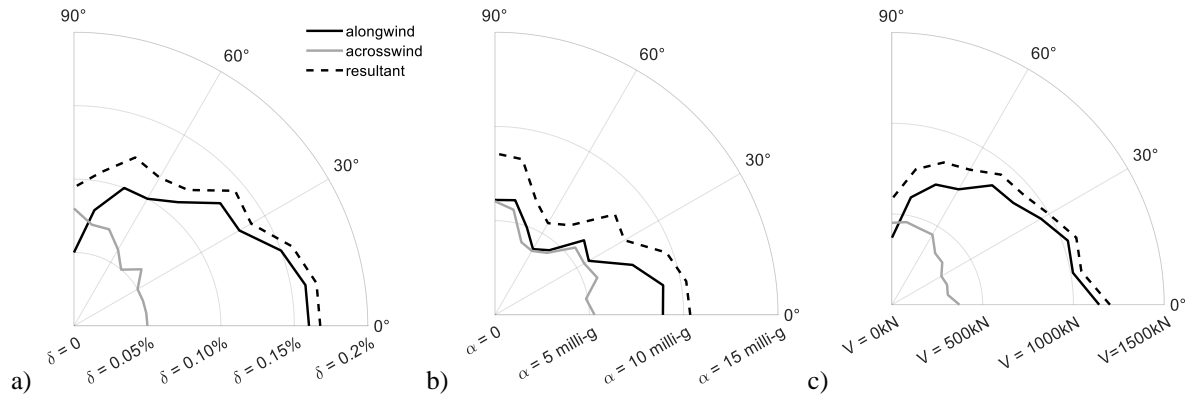 90°
60°
30°
0°
alongwind
acrosswind
resultant
δ = 0
δ = 0.05%
δ = 0.10%
δ = 0.15%
δ = 0.2%
a)
90°
60°
30°
0°
α = 0
α = 5 milli-g
α = 10 milli-g
α = 15 milli-g
b)
90°
60°
30°
0°
V = 0kN
V = 500kN
V = 1000kN
V=1500kN
c)